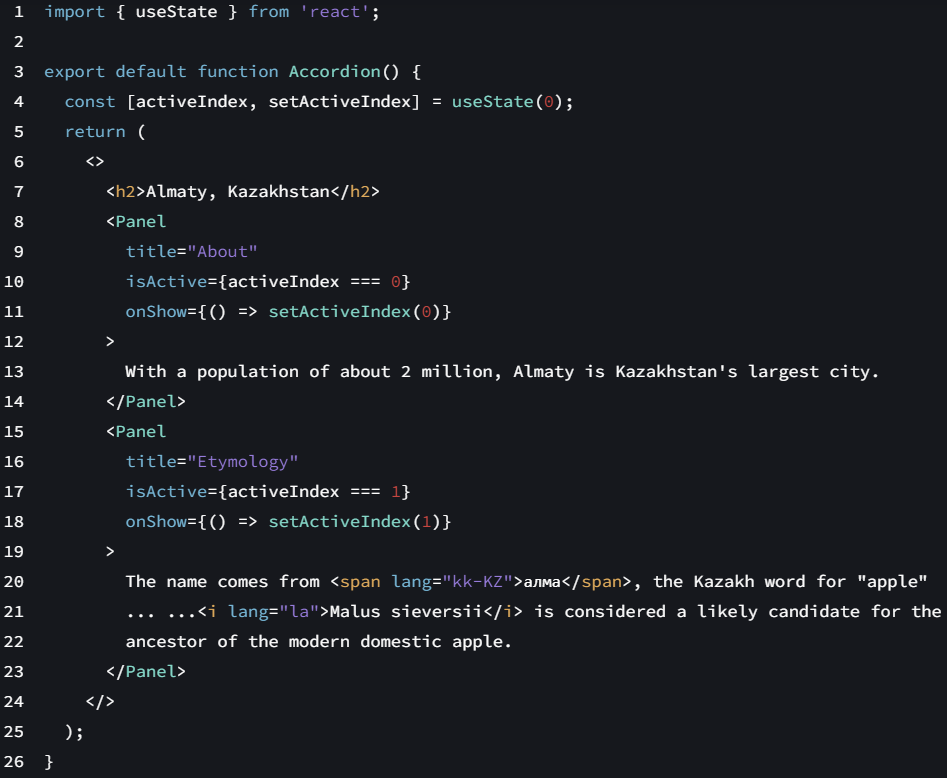 1 import { useState } from 'react';
2
3 export default function Accordion() {
4   const [activeIndex, setActiveIndex] = useState(0);
5   return (
6     <>
7       <h2>Almaty, Kazakhstan</h2>
8       <Panel
9         title="About"
10         isActive={activeIndex === 0}
11         onShow={() => setActiveIndex(0)}
12       >
13         With a population of about 2 million, Almaty is Kazakhstan's largest city.
14       </Panel>
15       <Panel
16         title="Etymology"
17         isActive={activeIndex === 1}
18         onShow={() => setActiveIndex(1)}
19       >
20         The name comes from <span lang="kk-KZ">алма</span>, the Kazakh word for "apple"
21         ... ...<i lang="la">Malus sieversii</i> is considered a likely candidate for the
22         ancestor of the modern domestic apple.
23       </Panel>
24     </>
25   );
26 }